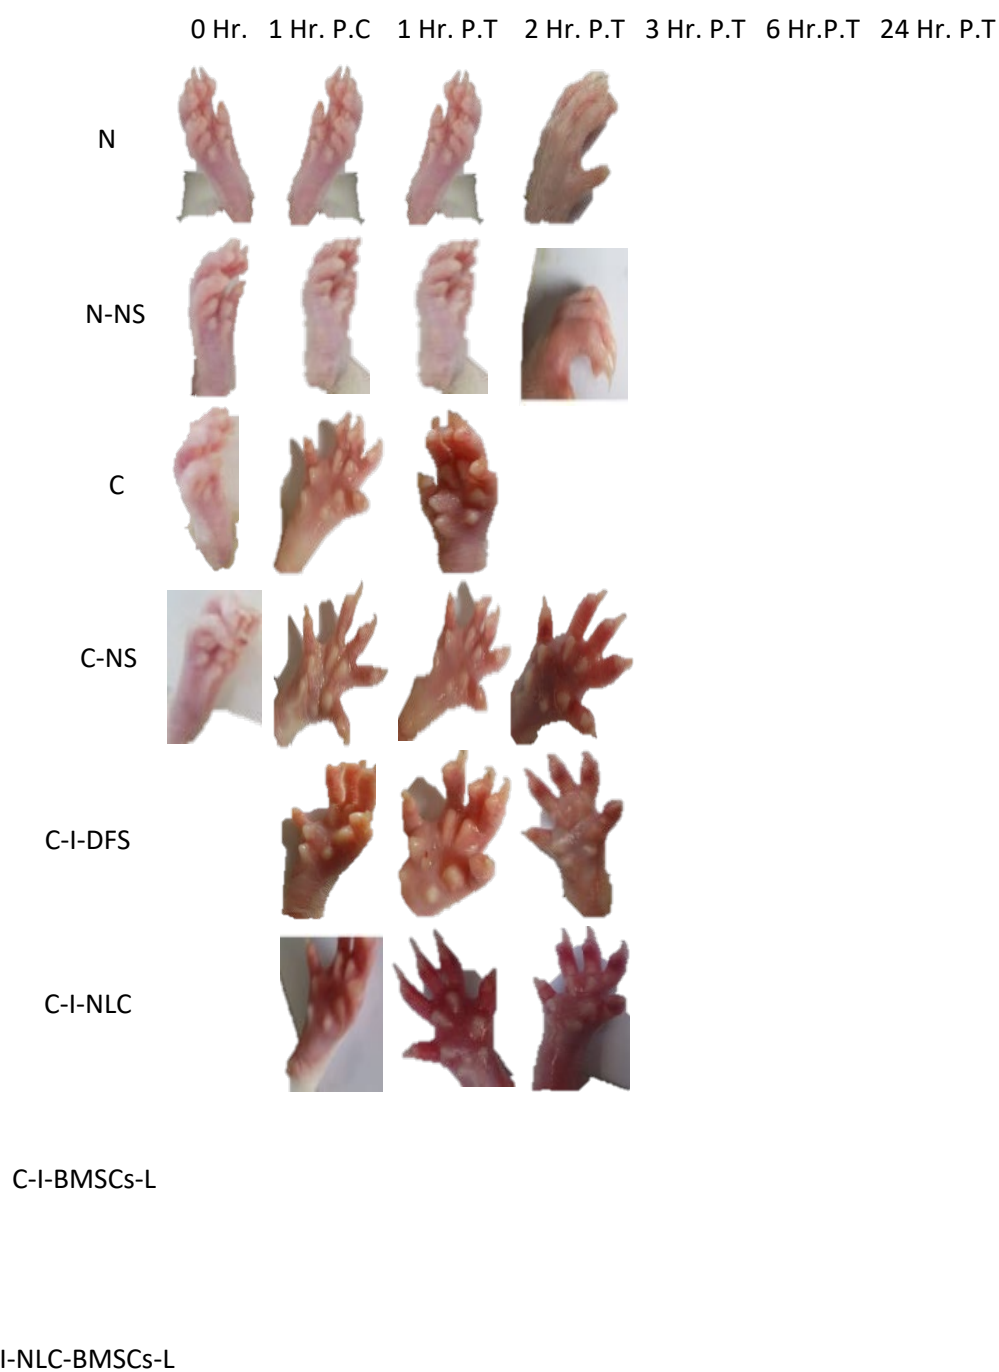 0 Hr. 1 Hr. P.C 1 Hr. P.T 2 Hr. P.T 3 Hr. P.T 6 Hr.P.T 24 Hr. P.T
N
N-NS
C
C-NS
C-I-DFS
C-I-NLC
C-I-BMSCs-L
I-NLC-BMSCs-L